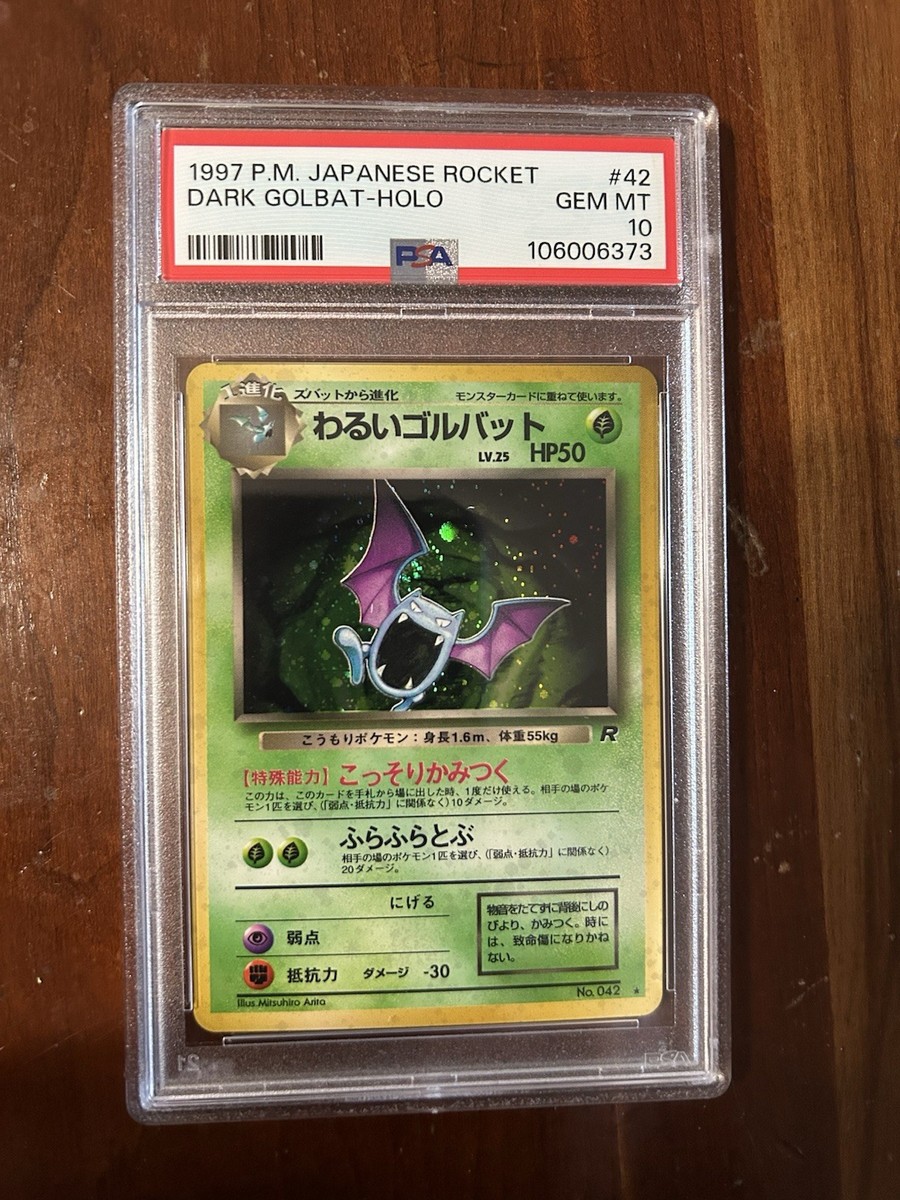 1997 P.M. JAPANESE ROCKET #42
DARK GOLBAT-HOLO GEM MT
10
106006373
PSA
1進化 ズバットから進化 モンスターカードに重ねて使います。
わるいゴルバット
LV.25 HP50
こうもりポケモン：身長1.6m、体重55kg R
【特殊能力】こっそりかみつく
この力は、このカードを手札から場に出した時、1度だけ使える。相手の場のポケ
モン1匹を選び、(「弱点・抵抗力」に関係なく)10ダメージ。
ふらふらとぶ
相手の場のポケモン1匹を選び、(「弱点・抵抗力」に関係なく)
20ダメージ。
にげる
弱点
抵抗力 ダメージ -30
物音をたてずに背後にしの
びより、かみつく。時に
は、致命傷になりかね
ない。
Illus.Mitsuhiro Arita No. 042 ★